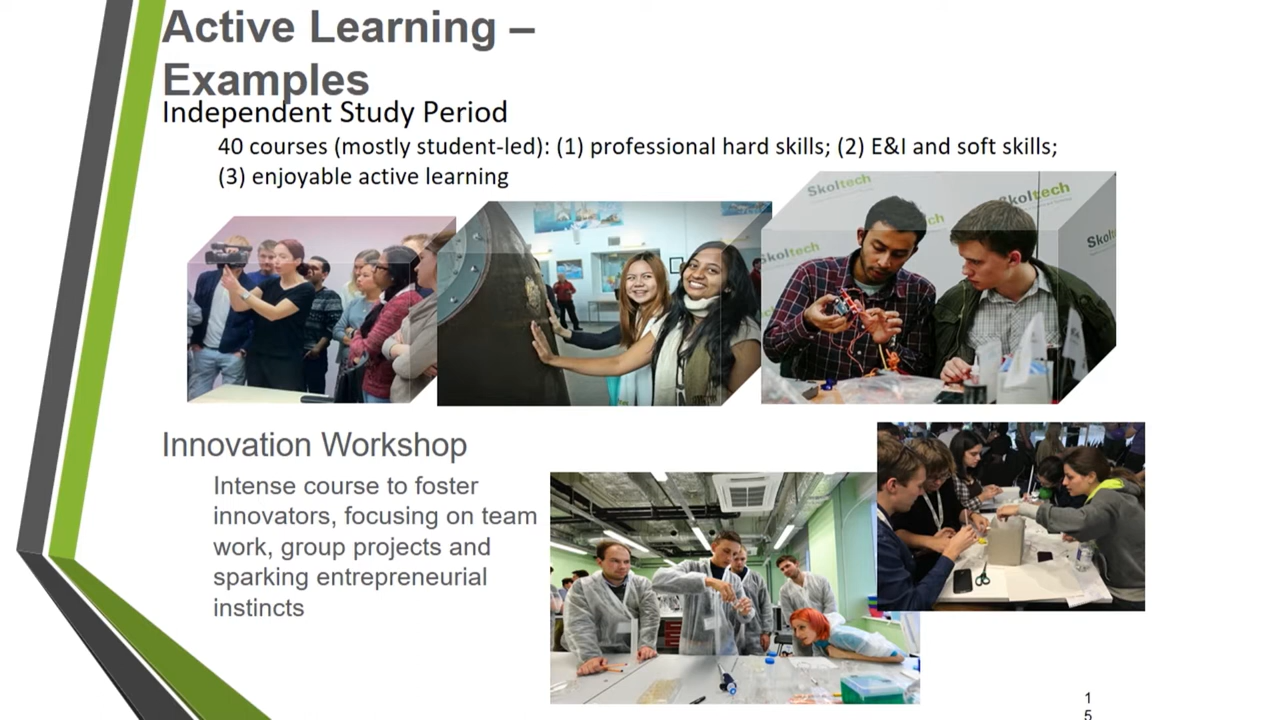 Active Learning –
Examples
Independent Study Period
40 courses (mostly student-led): (1) professional hard skills; (2) E&I and soft skills;
(3) enjoyable active learning
Skoltech
Skoltech
Skoltech
Innovation Workshop
Intense course to foster
innovators, focusing on team
work, group projects and
sparking entrepreneurial
instincts
1
5